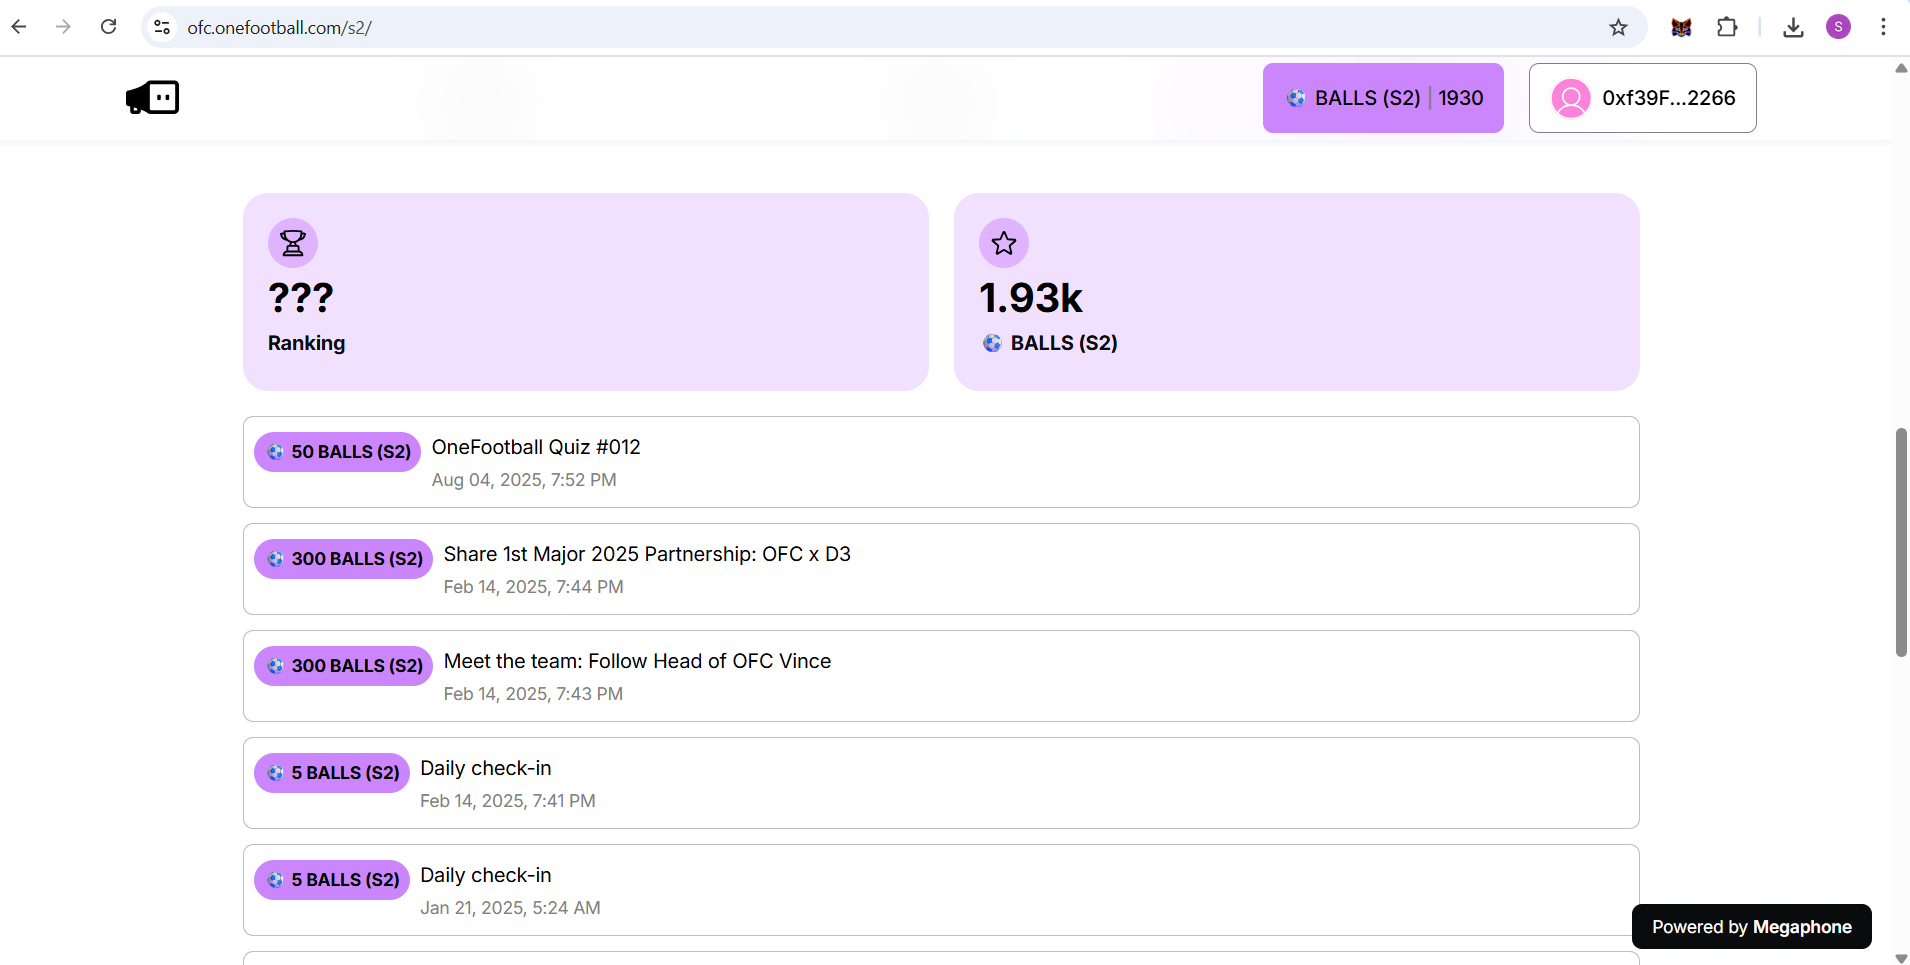 ofc.onefootball.com/s2/
S
BALLS (S2) | 1930
0xf39F...2266
???
Ranking
1.93k
BALLS (S2)
50 BALLS (S2)
OneFootball Quiz #012
Aug 04, 2025, 7:52 PM
300 BALLS (S2)
Share 1st Major 2025 Partnership: OFC x D3
Feb 14, 2025, 7:44 PM
300 BALLS (S2)
Meet the team: Follow Head of OFC Vince
Feb 14, 2025, 7:43 PM
5 BALLS (S2)
Daily check-in
Feb 14, 2025, 7:41 PM
5 BALLS (S2)
Daily check-in
Jan 21, 2025, 5:24 AM
Powered by Megaphone